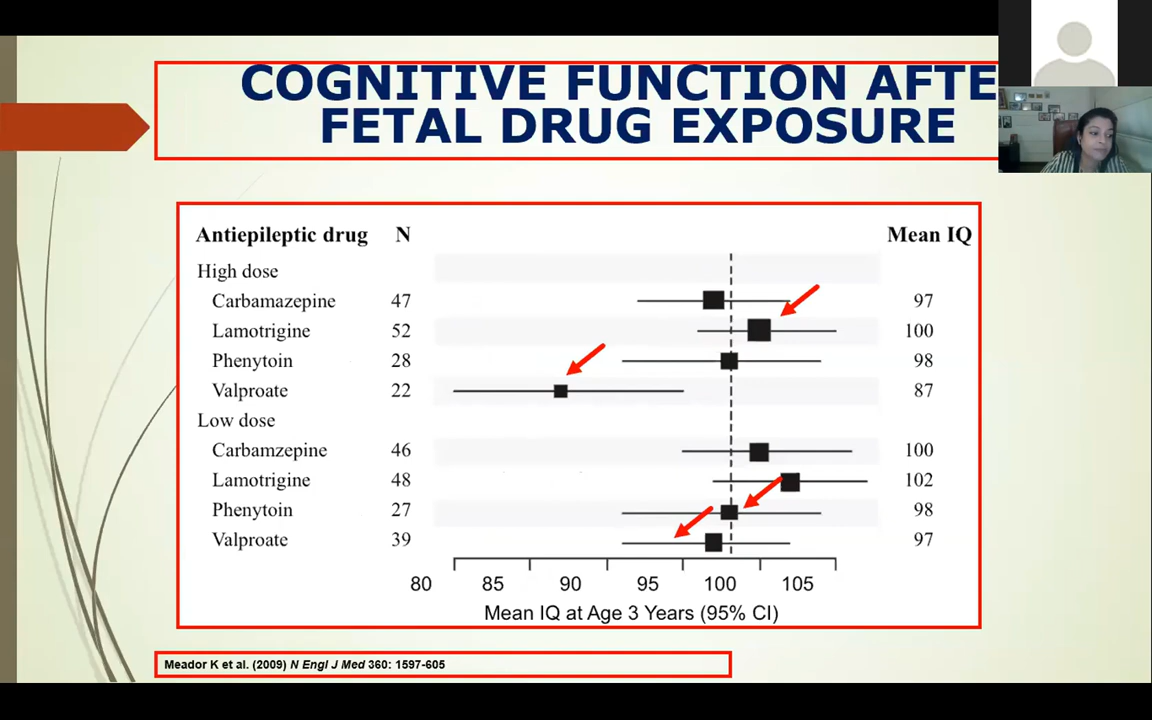 COGNITIVE FUNCTION AFTE
FETAL DRUG EXPOSURE
Antiepileptic drug N Mean IQ
High dose
Carbamazepine 47 97
Lamotrigine 52 100
Phenytoin 28 98
Valproate 22 87
Low dose
Carbamzepine 46 100
Lamotrigine 48 102
Phenytoin 27 98
Valproate 39 97
80 85 90 95 100 105
Mean IQ at Age 3 Years (95% CI)
Meador K et al. (2009) N Engl J Med 360: 1597-605